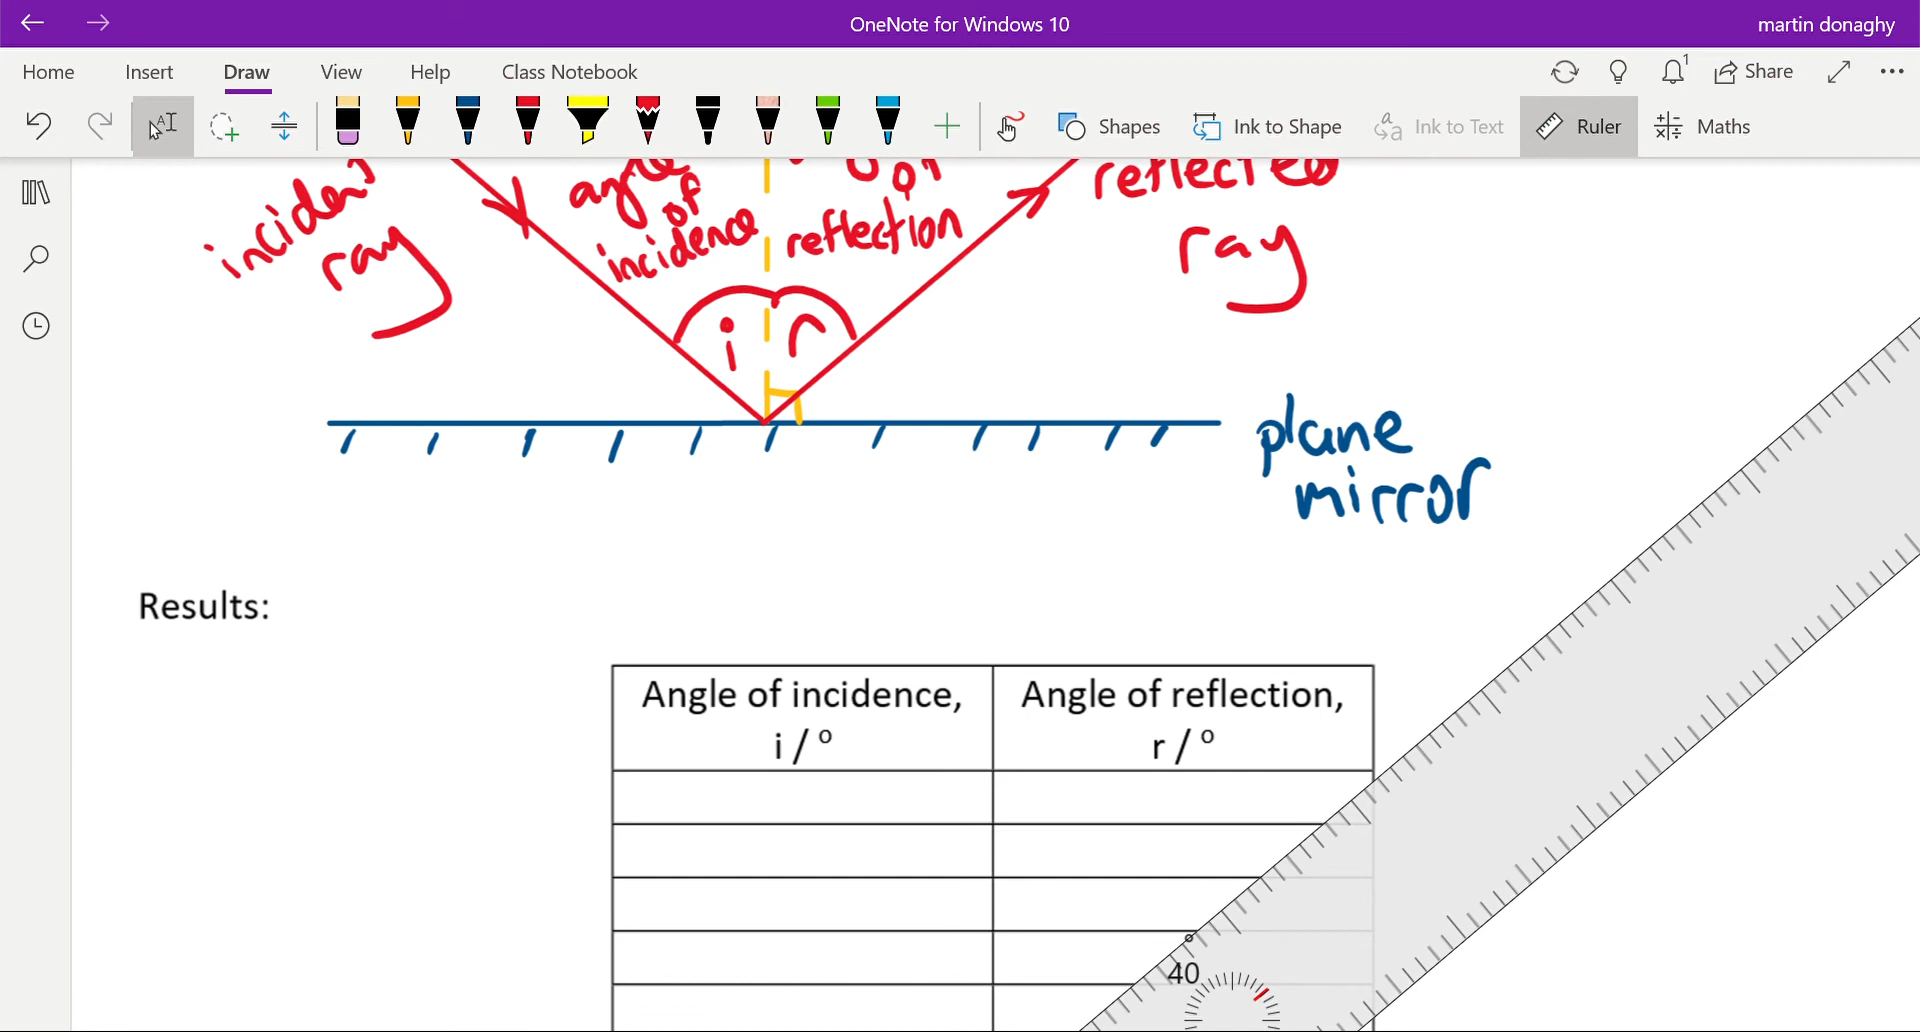 OneNote for Windows 10
martin donaghy
Home Insert Draw View Help Class Notebook
1
Share
Shapes Ink to Shape Ink to Text Ruler Maths
incident
ray
angle
of
incidence
of
reflection
reflected
ray
i
r
plane
mirror
Results:
Angle of incidence,
i / °
Angle of reflection,
r / °
40
°